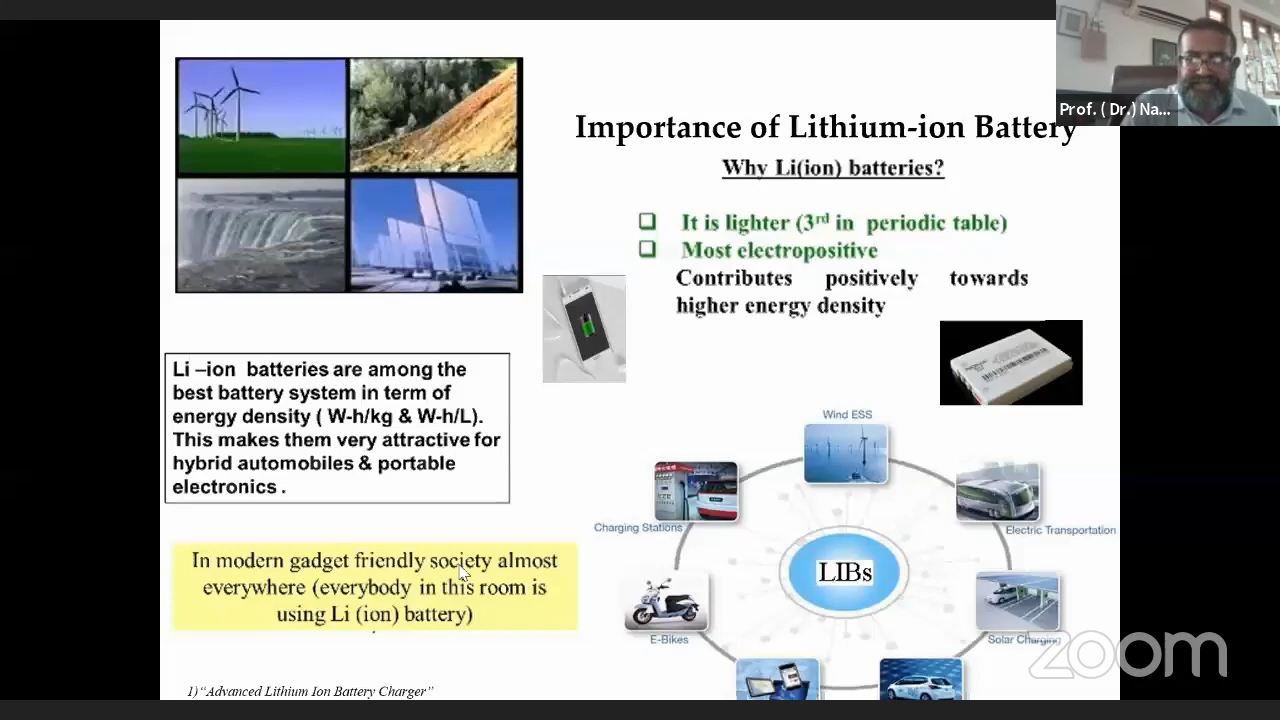 Prof. ( Dr.) Na...
Importance of Lithium-ion Battery
Why Li(ion) batteries?
It is lighter (3rd in periodic table)
Most electropositive
Contributes positively towards
higher energy density
Li –ion batteries are among the
best battery system in term of
energy density ( W-h/kg & W-h/L).
This makes them very attractive for
hybrid automobiles & portable
electronics .
In modern gadget friendly society almost
everywhere (everybody in this room is
using Li (ion) battery)
Wind ESS
Charging Stations
Electric Transportation
LIBs
E-Bikes
Solar Charging
zoom
1)“Advanced Lithium Ion Battery Charger”